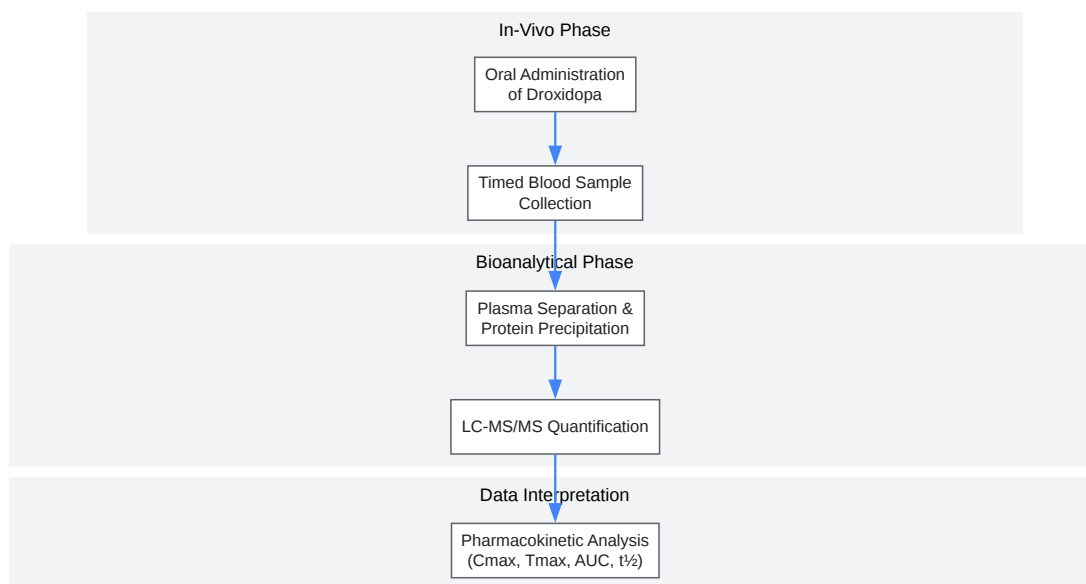 In-Vivo Phase
Oral Administration
of Droxidopa
Timed Blood Sample
Collection
Bioanalytical Phase
Plasma Separation &
Protein Precipitation
LC-MS/MS Quantification
Data Interpretation
Pharmacokinetic Analysis
(Cmax, Tmax, AUC, t½)